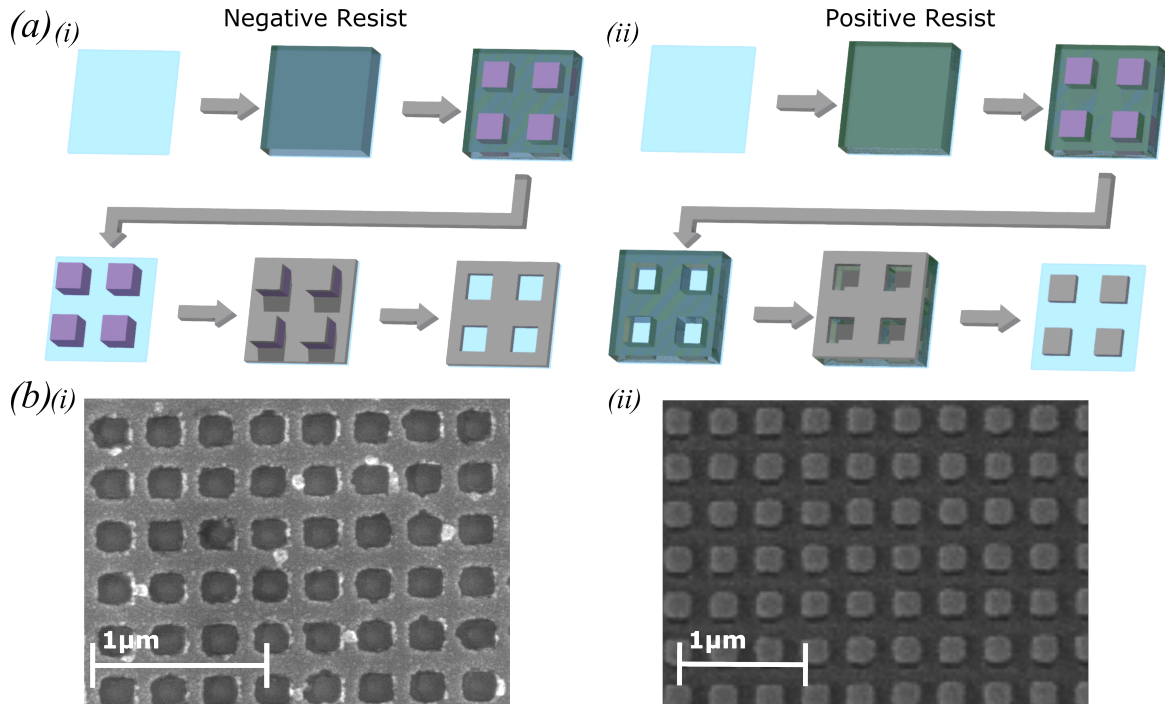 (a) (i) Negative Resist (ii) Positive Resist
(b) (i) (ii)
1µm 1µm